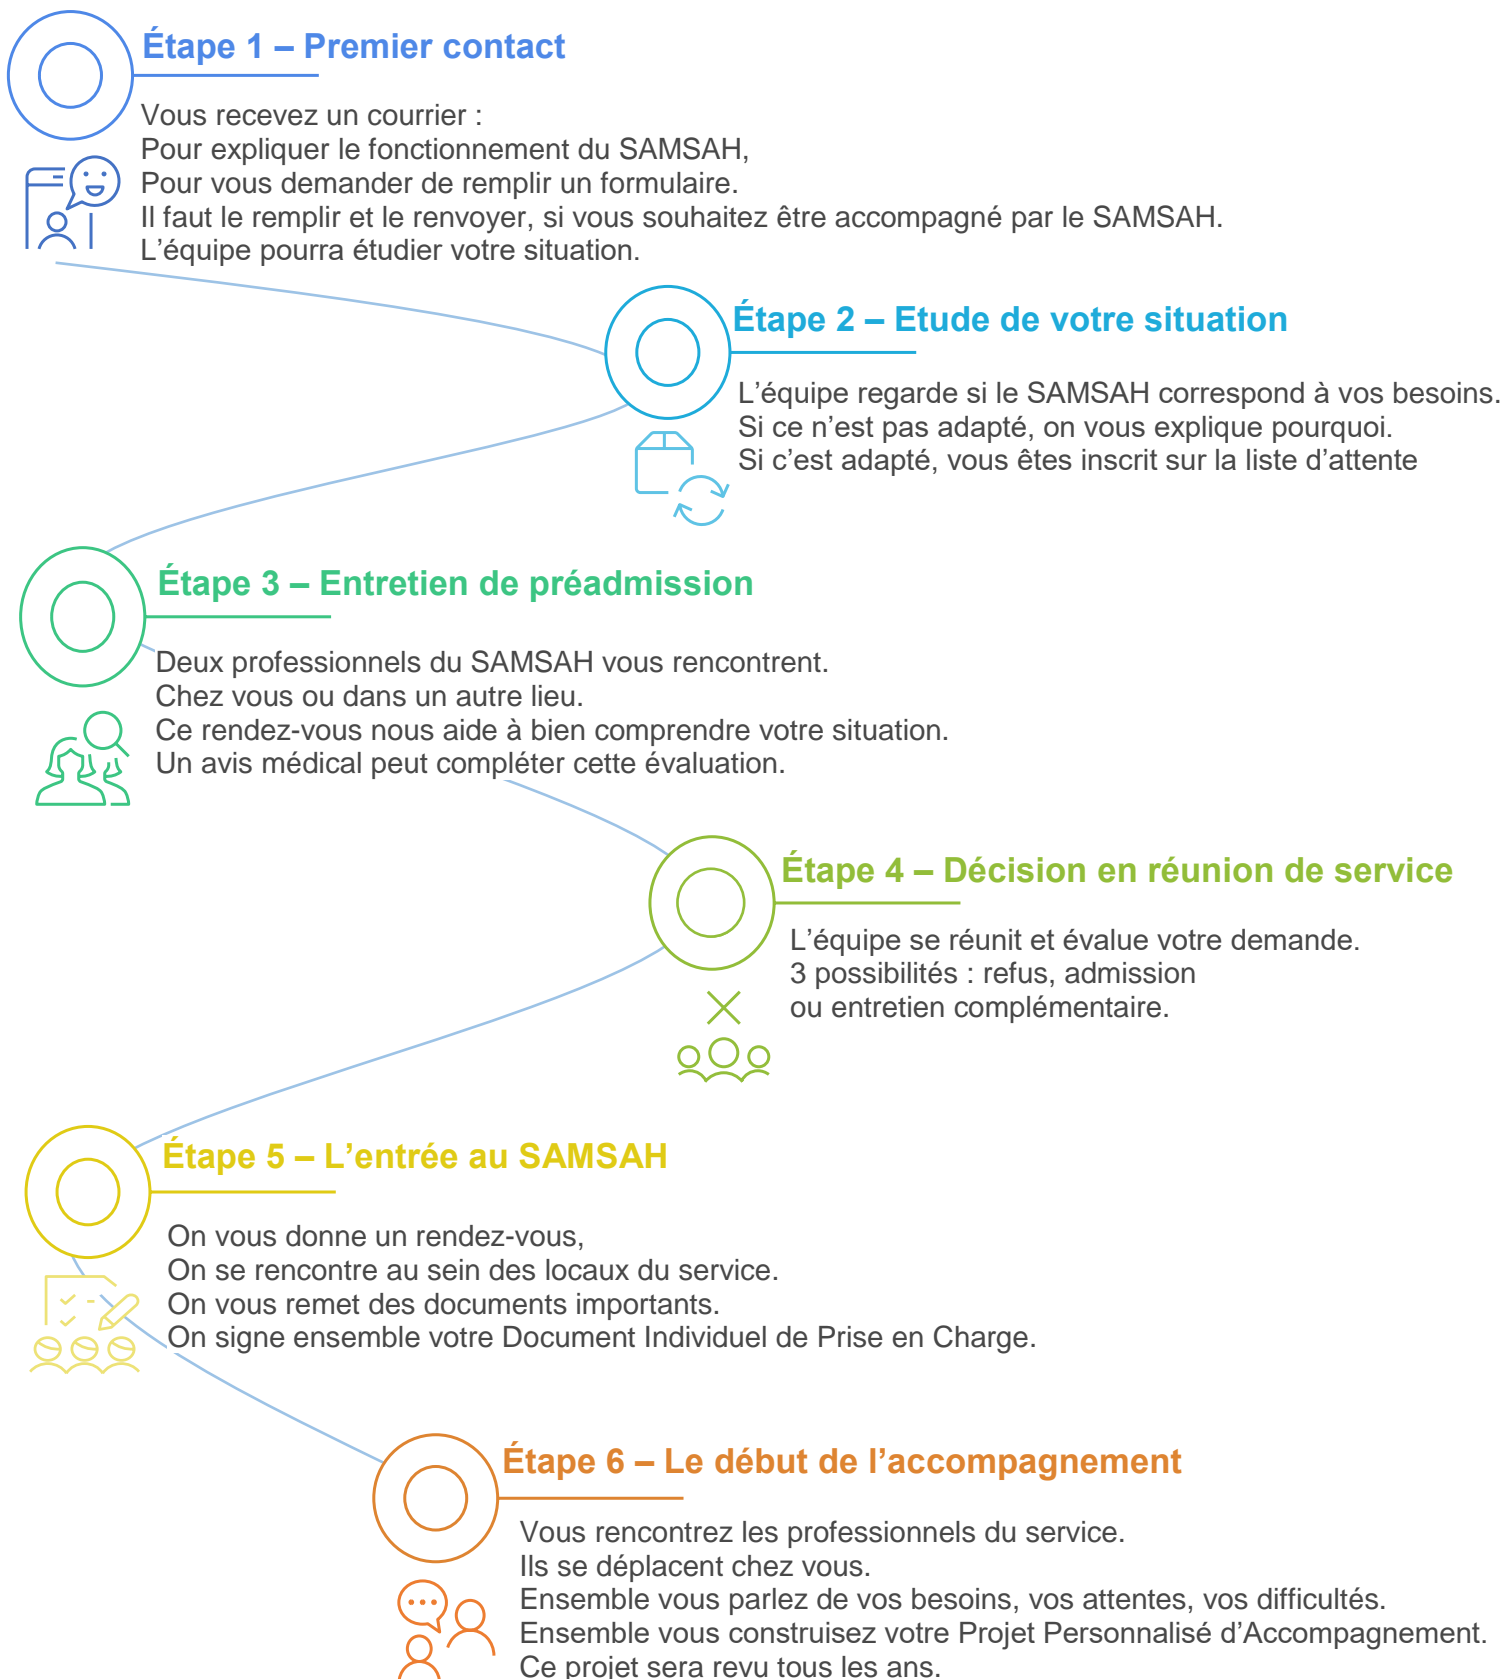 Étape 1 – Premier contact
Vous recevez un courrier :
Pour expliquer le fonctionnement du SAMSAH,
Pour vous demander de remplir un formulaire.
Il faut le remplir et le renvoyer, si vous souhaitez être accompagné par le SAMSAH.
L’équipe pourra étudier votre situation.
Étape 2 – Etude de votre situation
L’équipe regarde si le SAMSAH correspond à vos besoins.
Si ce n’est pas adapté, on vous explique pourquoi.
Si c’est adapté, vous êtes inscrit sur la liste d’attente
Étape 3 – Entretien de préadmission
Deux professionnels du SAMSAH vous rencontrent.
Chez vous ou dans un autre lieu.
Ce rendez-vous nous aide à bien comprendre votre situation.
Un avis médical peut compléter cette évaluation.
Étape 4 – Décision en réunion de service
L’équipe se réunit et évalue votre demande.
3 possibilités : refus, admission
ou entretien complémentaire.
Étape 5 – L’entrée au SAMSAH
On vous donne un rendez-vous,
On se rencontre au sein des locaux du service.
On vous remet des documents importants.
On signe ensemble votre Document Individuel de Prise en Charge.
Étape 6 – Le début de l’accompagnement
Vous rencontrez les professionnels du service.
Ils se déplacent chez vous.
Ensemble vous parlez de vos besoins, vos attentes, vos difficultés.
Ensemble vous construisez votre Projet Personnalisé d’Accompagnement.
Ce projet sera revu tous les ans.